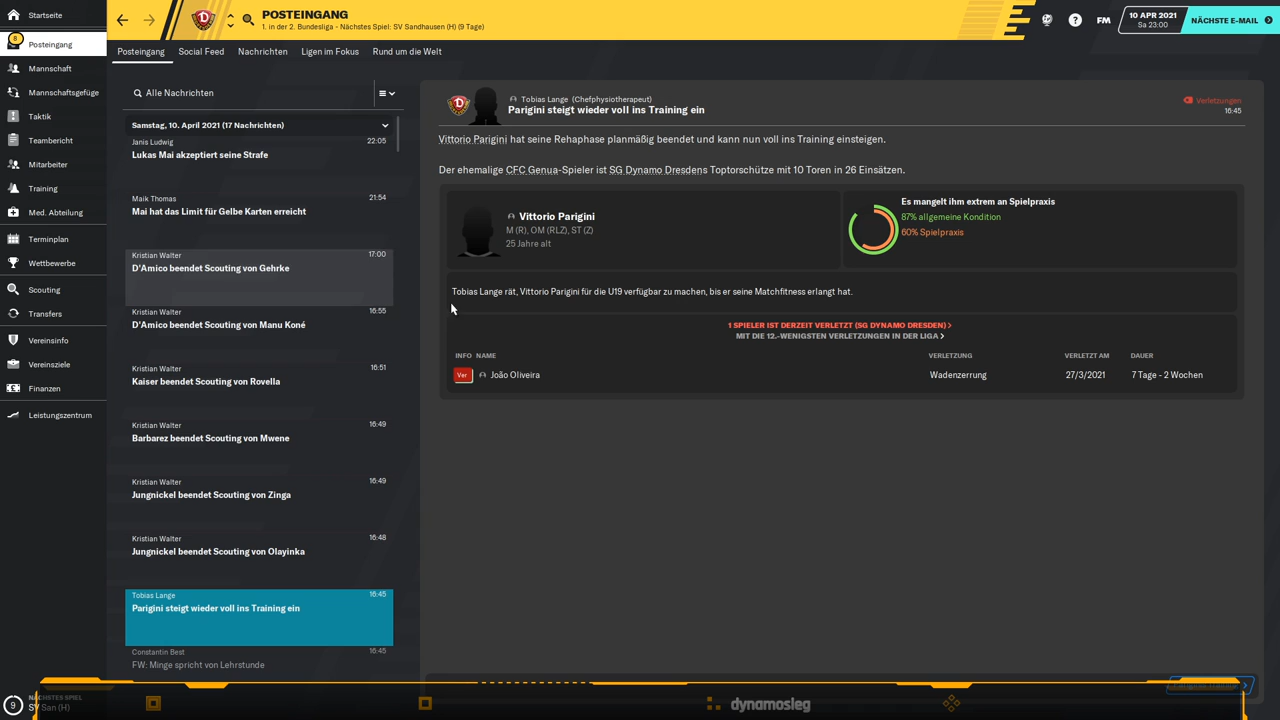 Startseite
8
Posteingang
Mannschaft
Mannschaftsgefüge
Taktik
Teambericht
Mitarbeiter
Training
Med. Abteilung
Terminplan
Wettbewerbe
Scouting
Transfers
Vereinsinfo
Vereinsziele
Finanzen
Leistungszentrum
9
NÄCHSTES SPIEL
SV San (H)
POSTEINGANG
1. in der 2. Bundesliga - Nächstes Spiel: SV Sandhausen (H) (9 Tage)
?
FM
10 APR 2021
Sa 23:00
NÄCHSTE E-MAIL
Posteingang Social Feed Nachrichten Ligen im Fokus Rund um die Welt
Alle Nachrichten
Samstag, 10. April 2021 (17 Nachrichten)
Janis Ludwig 22:05
Lukas Mai akzeptiert seine Strafe
Maik Thomas 21:54
Mai hat das Limit für Gelbe Karten erreicht
Kristian Walter 17:00
D'Amico beendet Scouting von Gehrke
Kristian Walter 16:55
D'Amico beendet Scouting von Manu Koné
Kristian Walter 16:51
Kaiser beendet Scouting von Rovella
Kristian Walter 16:49
Barbarez beendet Scouting von Mwene
Kristian Walter 16:49
Jungnickel beendet Scouting von Zinga
Kristian Walter 16:48
Jungnickel beendet Scouting von Olayinka
Tobias Lange 16:45
Parigini steigt wieder voll ins Training ein
Constantin Best 16:45
FW: Minge spricht von Lehrstunde
Tobias Lange (Chefphysiotherapeut)
Parigini steigt wieder voll ins Training ein
Verletzungen
16:45
Vittorio Parigini hat seine Rehaphase planmäßig beendet und kann nun voll ins Training einsteigen.
Der ehemalige CFC Genua-Spieler ist SG Dynamo Dresdens Toptorschütze mit 10 Toren in 26 Einsätzen.
Vittorio Parigini
M (R), OM (RLZ), ST (Z)
25 Jahre alt
Es mangelt ihm extrem an Spielpraxis
87% allgemeine Kondition
60% Spielpraxis
Tobias Lange rät, Vittorio Parigini für die U19 verfügbar zu machen, bis er seine Matchfitness erlangt hat.
1 SPIELER IST DERZEIT VERLETZT (SG DYNAMO DRESDEN) >
MIT DIE 12.-WENIGSTEN VERLETZUNGEN IN DER LIGA >
INFO NAME VERLETZUNG VERLETZT AM DAUER
Ver João Oliveira Wadenzerrung 27/3/2021 7 Tage - 2 Wochen
dynamosleg